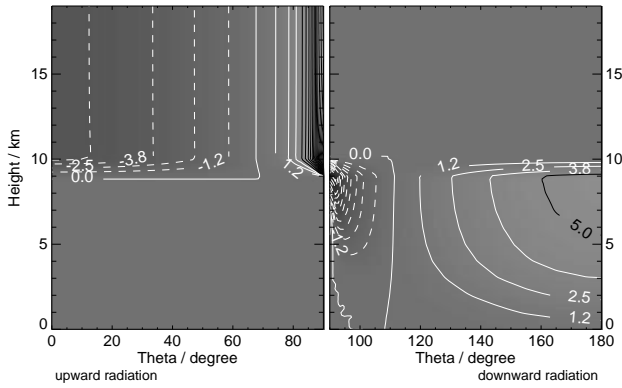 Height / km
15
10
5
0
-2.5
-3.8
-1.2
0.0
1.2
0 20 40 60 80
Theta / degree
upward radiation
15
10
5
0
0.0
1.2
2.5
3.8
5.0
2.5
1.2
100 120 140 160 180
Theta / degree
downward radiation